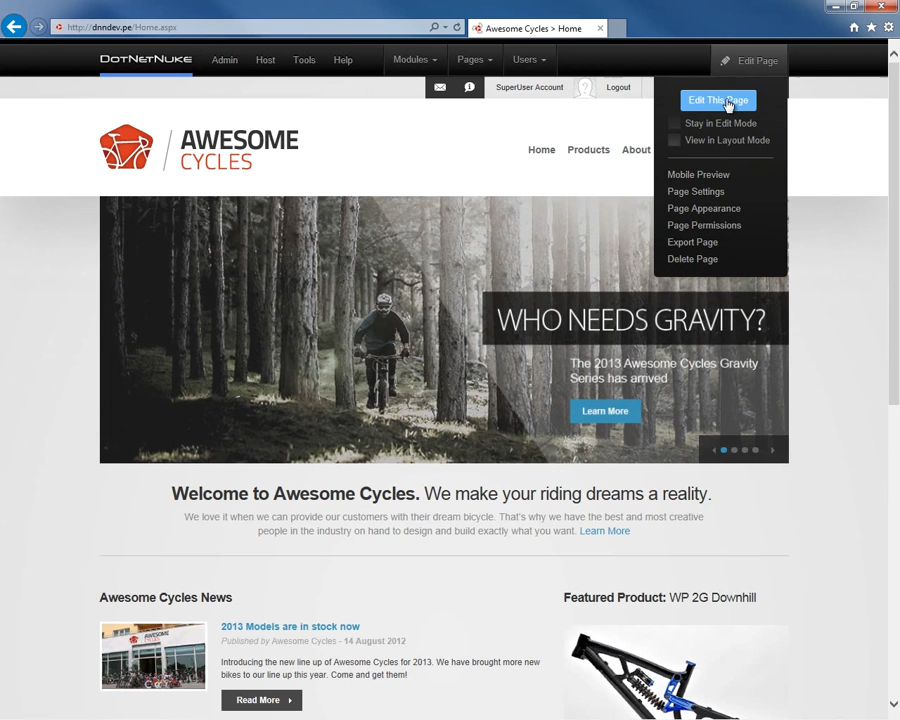 http://dnndev.pe/Home.aspx
Awesome Cycles > Home
DOTNETNUKE Admin Host Tools Help Modules Pages Users Edit Page
SuperUser Account Logout
Edit This Page
Stay in Edit Mode
View in Layout Mode
Mobile Preview
Page Settings
Page Appearance
Page Permissions
Export Page
Delete Page
AWESOME
CYCLES
Home Products About
WHO NEEDS GRAVITY?
The 2013 Awesome Cycles Gravity
Series has arrived
Learn More
Welcome to Awesome Cycles. We make your riding dreams a reality.
We love it when we can provide our customers with their dream bicycle. That's why we have the best and most creative
people in the industry on hand to design and build exactly what you want. Learn More
Awesome Cycles News
2013 Models are in stock now
Published by Awesome Cycles - 14 August 2012
Introducing the new line up of Awesome Cycles for 2013. We have brought more new
bikes to our line up this year. Come and get them!
Read More
Featured Product: WP 2G Downhill
AWESOME
CYCLES